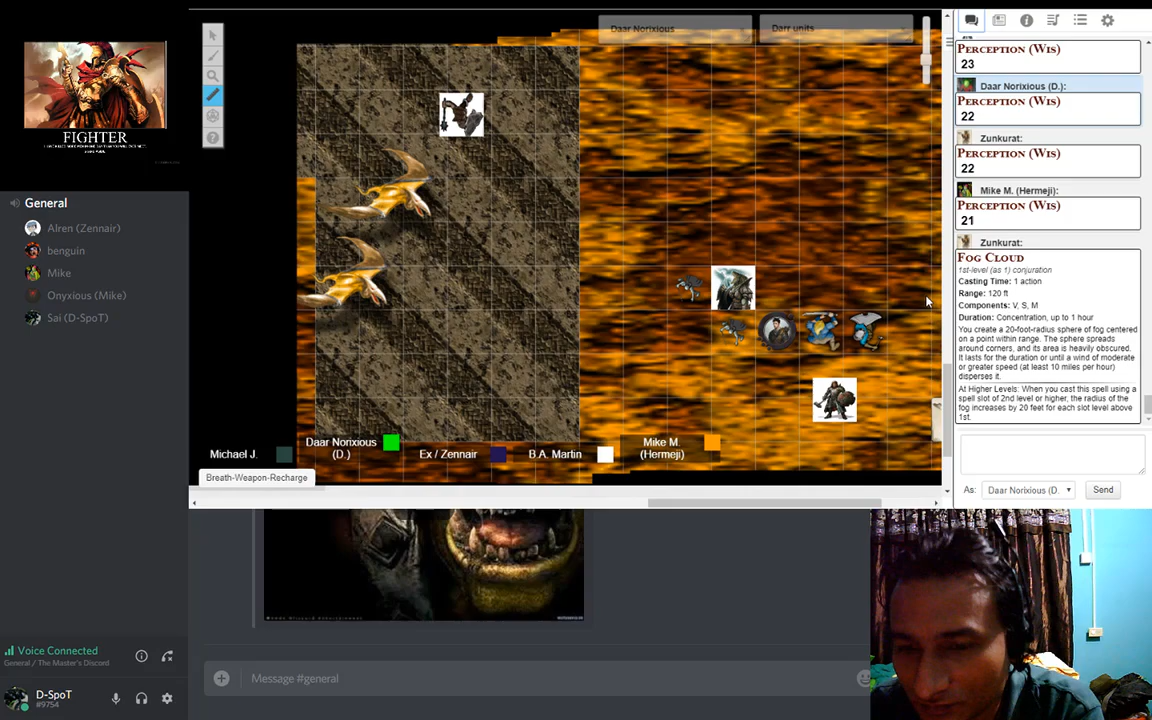 FIGHTER
General
Alren (Zennair)
benguin
Mike
Onyxious (Mike)
Sai (D-SpoT)
Voice Connected
General / The Master's Discord
D-SpoT
#9754
Daar Norixious
Darr units
Michael J.
Daar Norixious
(D.)
Ex / Zennair
B.A. Martin
Mike M.
(Hermeji)
Breath-Weapon-Recharge
Message #general
Perception (Wis)
23
Daar Norixious (D.):
Perception (Wis)
22
Zunkurat:
Perception (Wis)
22
Mike M. (Hermeji):
Perception (Wis)
21
Zunkurat:
Fog Cloud
1st-level (as 1) conjuration
Casting Time: 1 action
Range: 120 ft
Components: V, S, M
Duration: Concentration, up to 1
hour
You create a 20-foot-radius sphere of fog centered
on a point within range. The sphere spreads
around corners, and its area is heavily obscured.
It lasts for the duration or until a wind of moderate
or greater speed (at least 10 miles per hour)
disperses it.
At Higher Levels: When you cast this spell using a
spell slot of 2nd level or higher, the radius of the
fog increases by 20 feet for each slot level above
1st.
As:
Daar Norixious (D.
Send